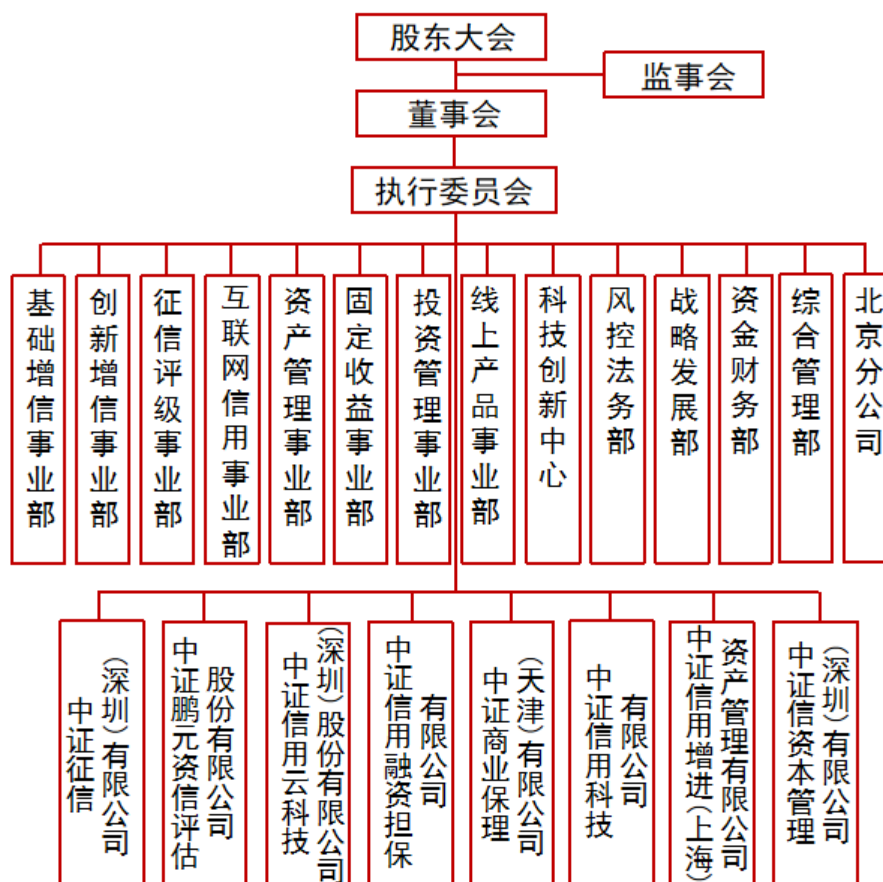 股东大会
监事会
董事会
执行委员会
基础增信事业部
创新增信事业部
征信评级事业部
互联网信用事业部
资产管理事业部
固定收益事业部
投资管理事业部
线上产品事业部
科技创新中心
风控法务部
战略发展部
资金财务部
综合管理部
北京分公司
中证征信
(深圳)有限公司
中证鹏元资信评估
股份有限公司
中证信用云科技
(深圳)股份有限公司
中证信用融资担保
有限公司
中证商业保理
(天津)有限公司
中证信用科技
有限公司
中证信用增进(上海)
资产管理有限公司
中证信资本管理
(深圳)有限公司